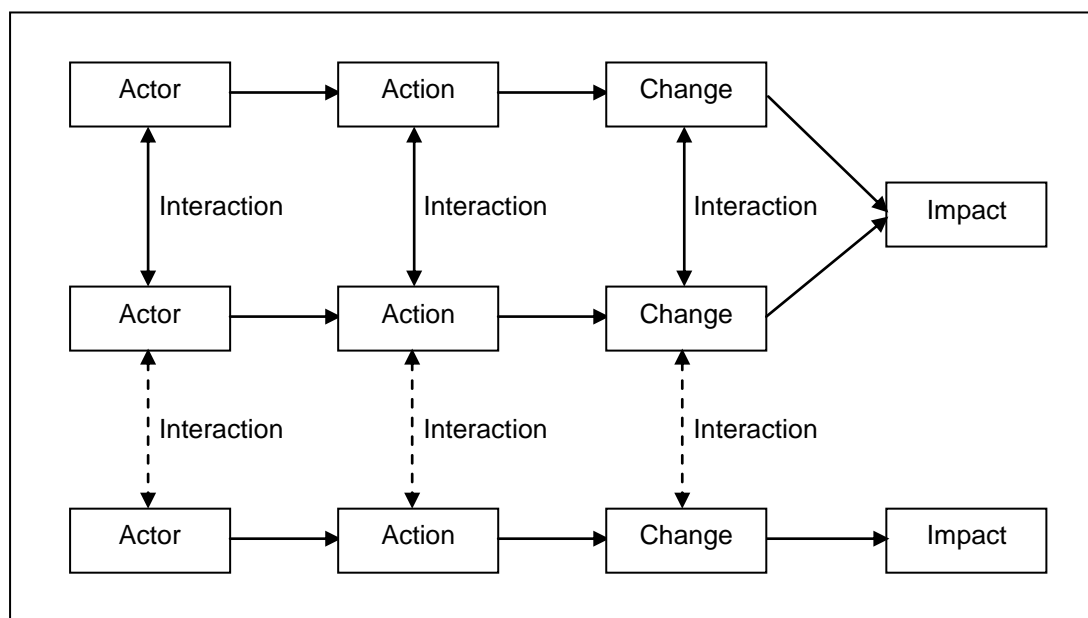 Actor Action Change
Interaction Interaction Interaction
Impact
Actor Action Change
Interaction Interaction Interaction
Actor Action Change Impact